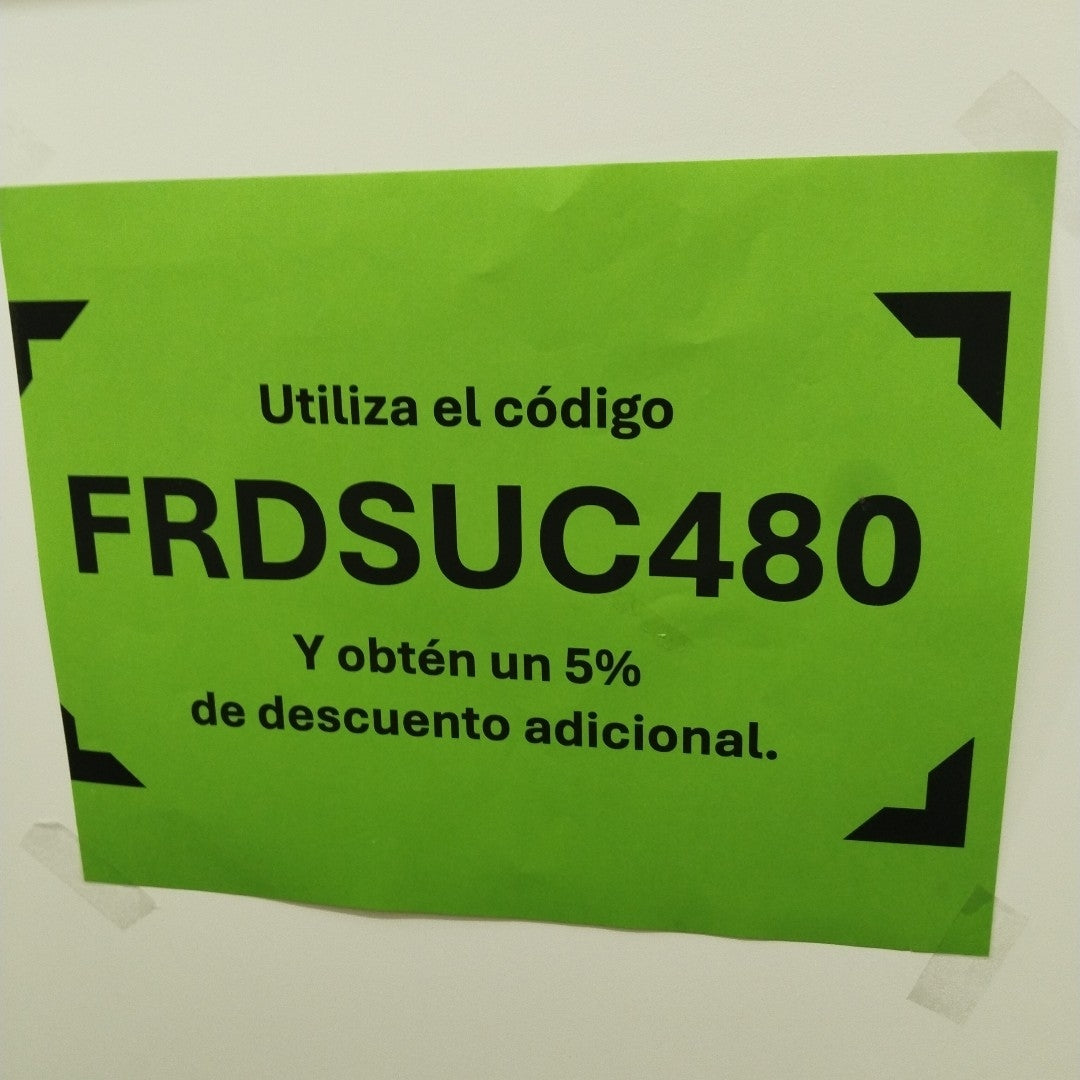 Utiliza el código
FRDSUC480
Y obtén un 5%
de descuento adicional.